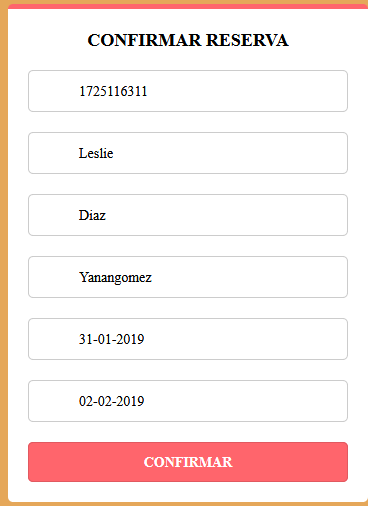 CONFIRMAR RESERVA
1725116311
Leslie
Diaz
Yanangomez
31-01-2019
02-02-2019
CONFIRMAR